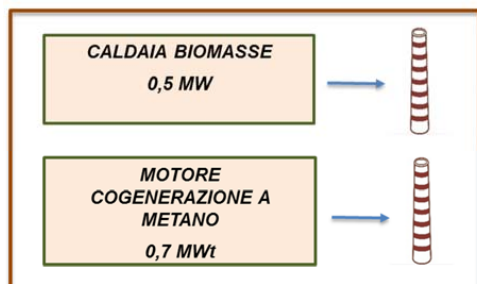 CALDAIA BIOMASSE
0,5 MW
MOTORE
COGENERAZIONE A
METANO
0,7 MWt